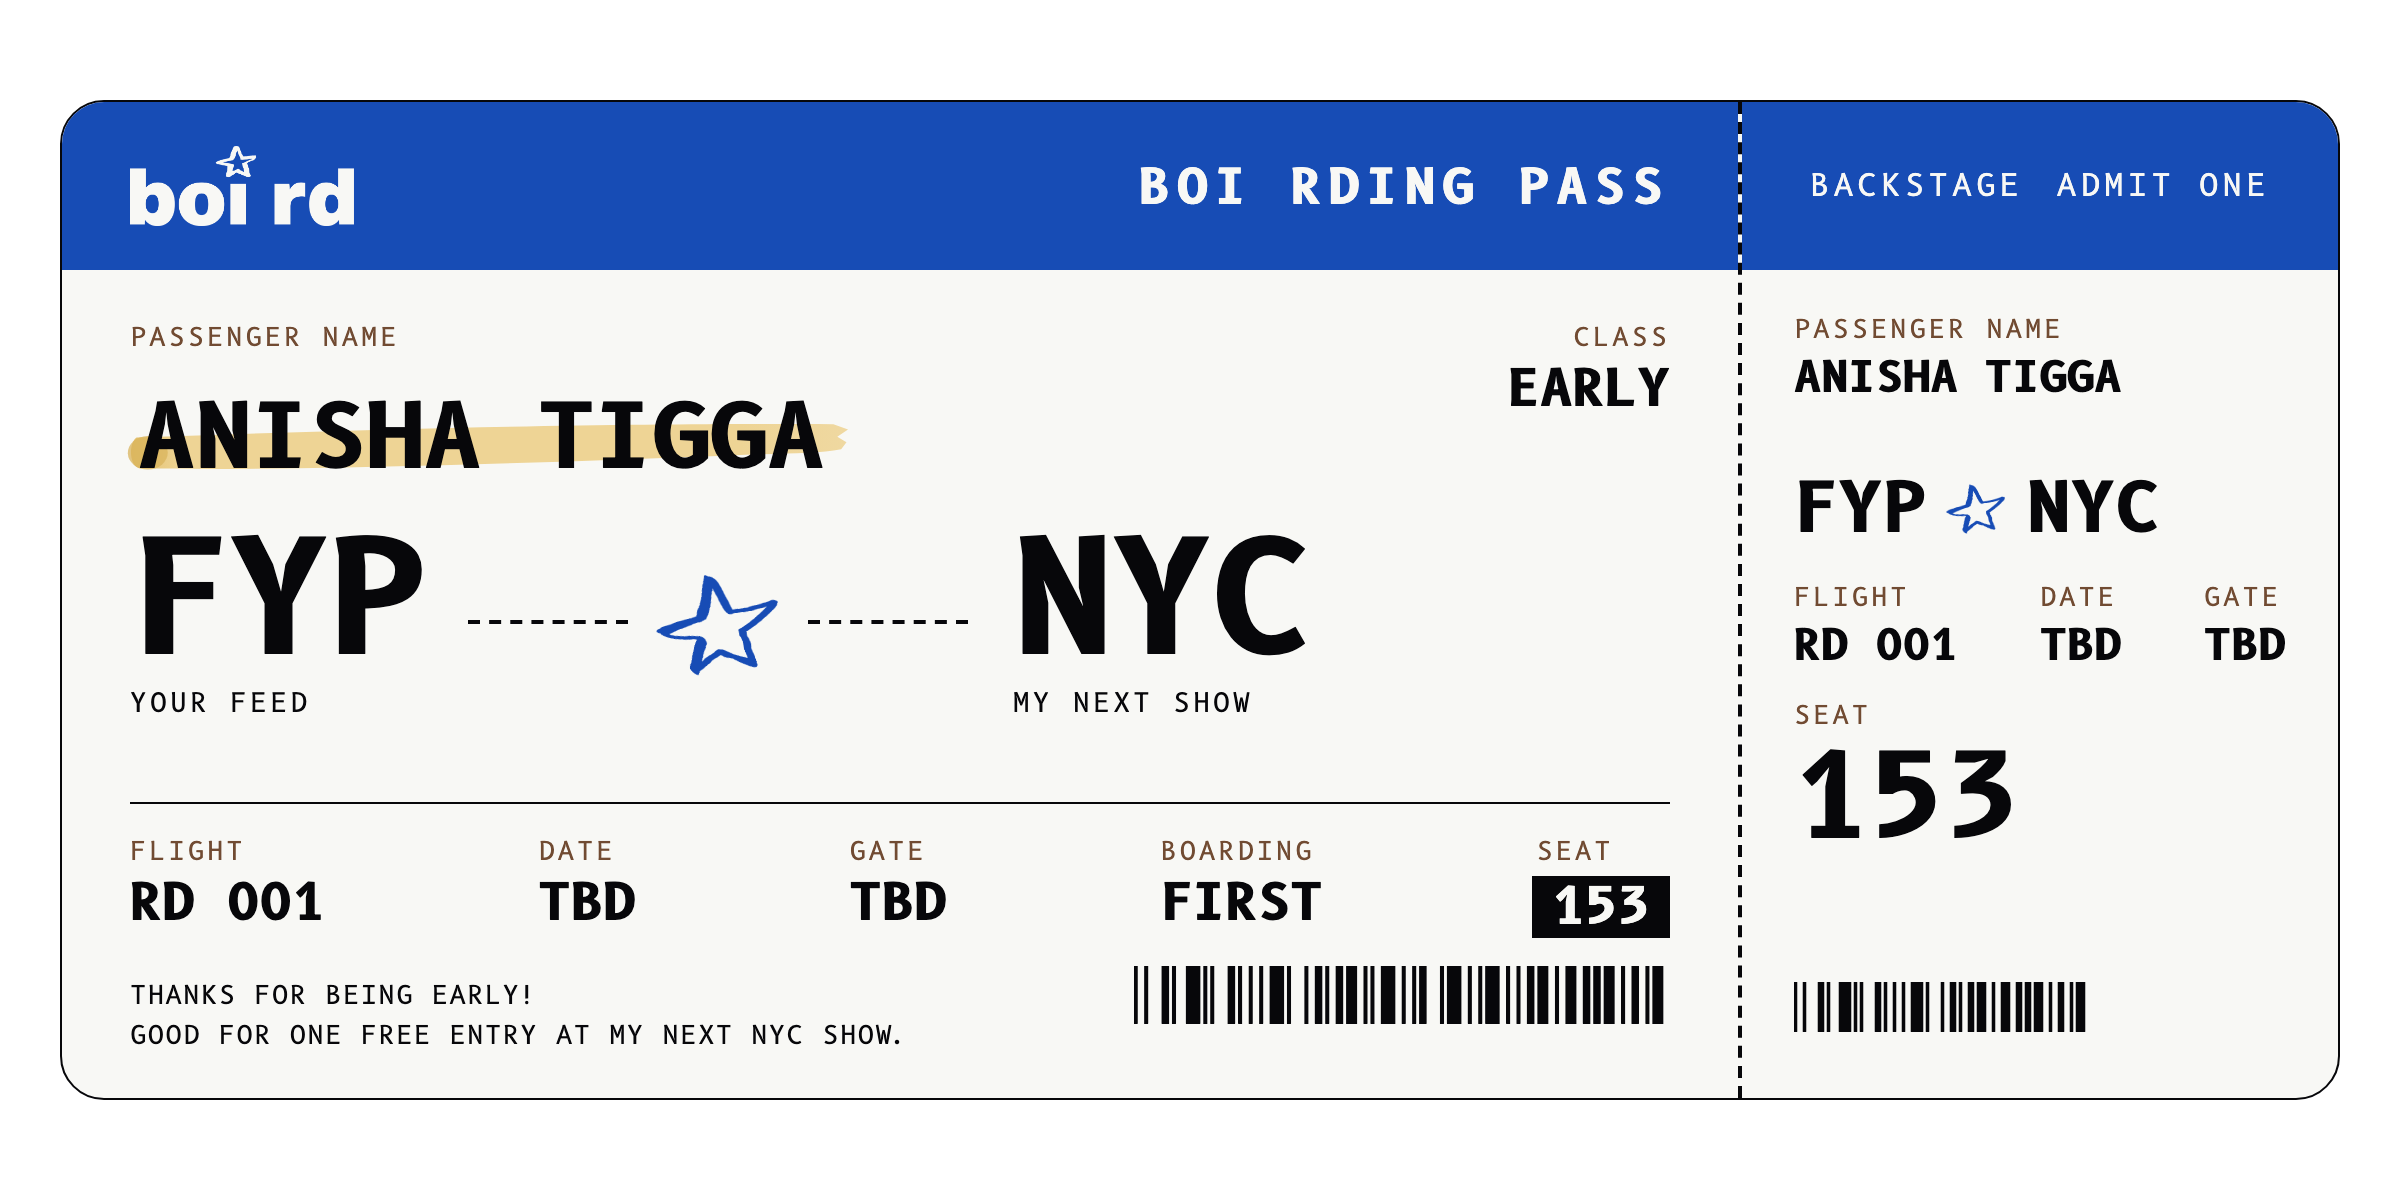 boi rd
BOI RDING PASS
PASSENGER NAME
CLASS
EARLY
ANISHA TIGGA
FYP
NYC
YOUR FEED
MY NEXT SHOW
FLIGHT DATE GATE BOARDING SEAT
RD 001 TBD TBD FIRST 153
THANKS FOR BEING EARLY!
GOOD FOR ONE FREE ENTRY AT MY NEXT NYC SHOW.
BACKSTAGE ADMIT ONE
PASSENGER NAME
ANISHA TIGGA
FYP NYC
FLIGHT DATE GATE
RD 001 TBD TBD
SEAT
153